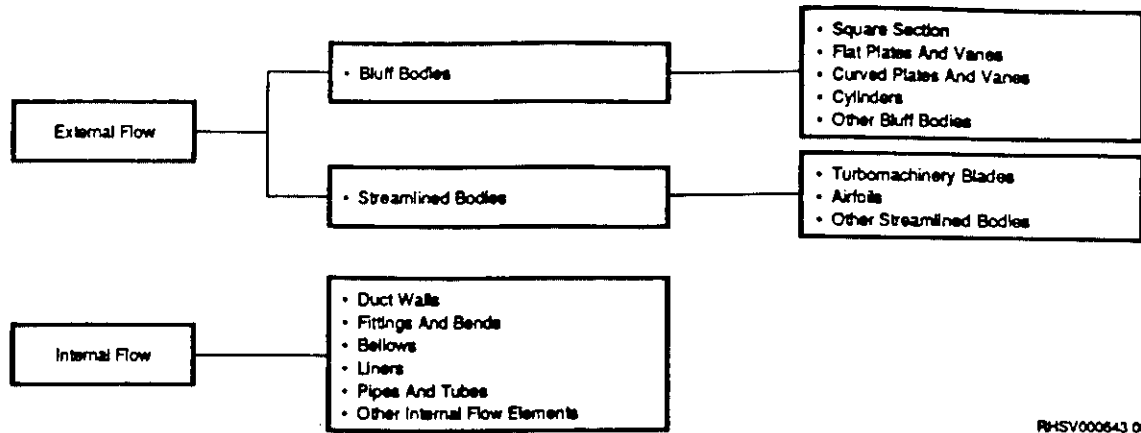 External Flow
• Bluff Bodies
• Square Section
• Flat Plates And Vanes
• Curved Plates And Vanes
• Cylinders
• Other Bluff Bodies
• Streamlined Bodies
• Turbomachinery Blades
• Airfoils
• Other Streamlined Bodies
Internal Flow
• Duct Walls
• Fittings And Bends
• Bellows
• Liners
• Pipes And Tubes
• Other Internal Flow Elements
RHSV000643.0